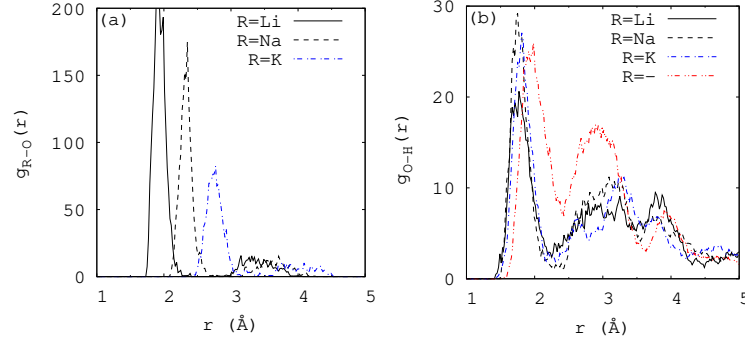 (a)
R=Li
R=Na
R=K
g_{R-O}(r)
200
150
100
50
0
1 2 3 4 5
r (Å)
(b)
R=Li
R=Na
R=K
R=-
g_{O-H}(r)
30
20
10
0
1 2 3 4 5
r (Å)